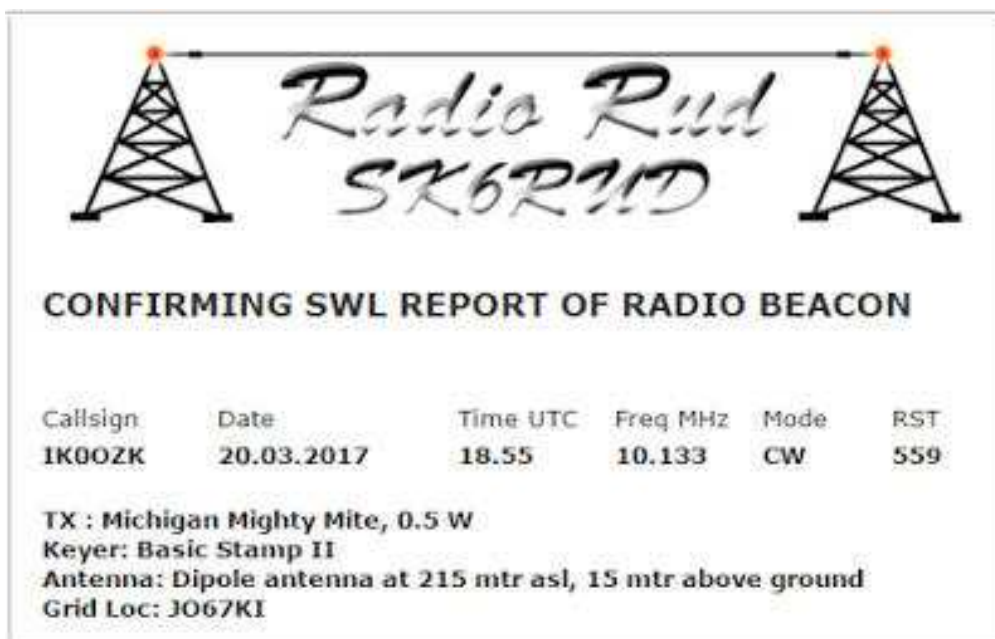 Radio Rud
SK6RUD
CONFIRMING SWL REPORT OF RADIO BEACON
Callsign Date Time UTC Freq MHz Mode RST
IK0OZK 20.03.2017 18.55 10.133 CW 559
TX : Michigan Mighty Mite, 0.5 W
Keyer: Basic Stamp II
Antenna: Dipole antenna at 215 mtr asl, 15 mtr above ground
Grid Loc: JO67KI